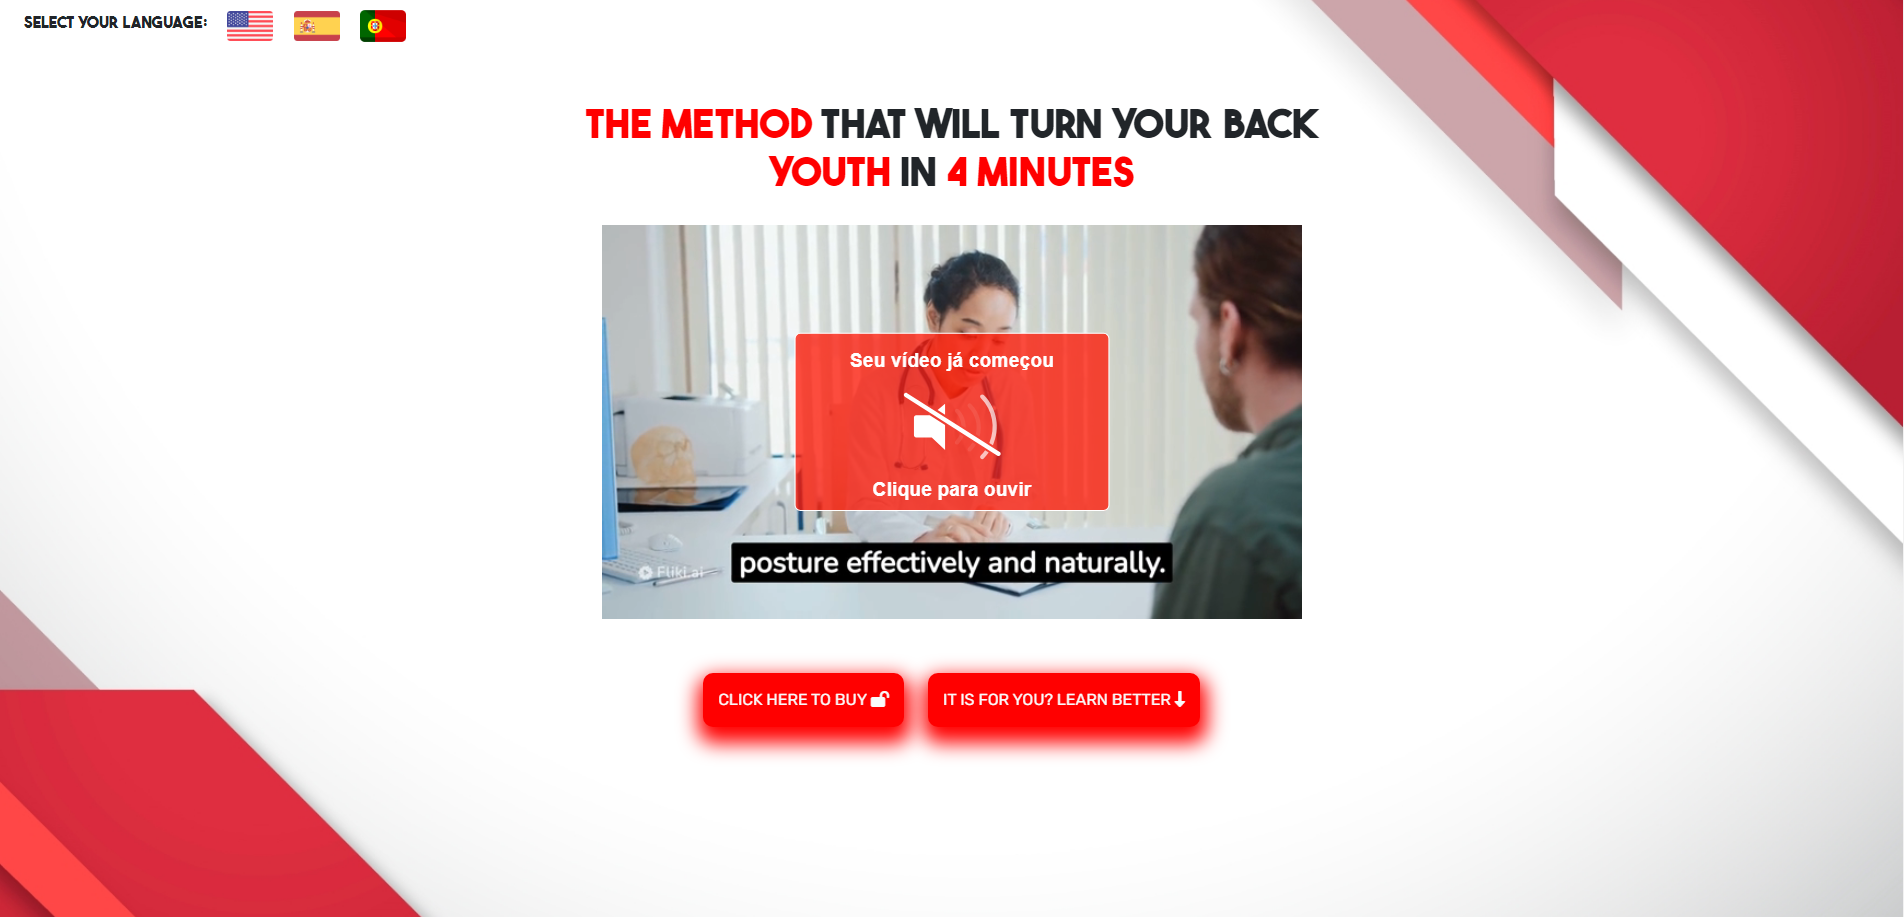 SELECT YOUR LANGUAGE:
THE METHOD THAT WILL TURN YOUR BACK
YOUTH IN 4 MINUTES
Seu vídeo já começou
Clique para ouvir
posture effectively and naturally.
Fliki.ai
CLICK HERE TO BUY
IT IS FOR YOU? LEARN BETTER